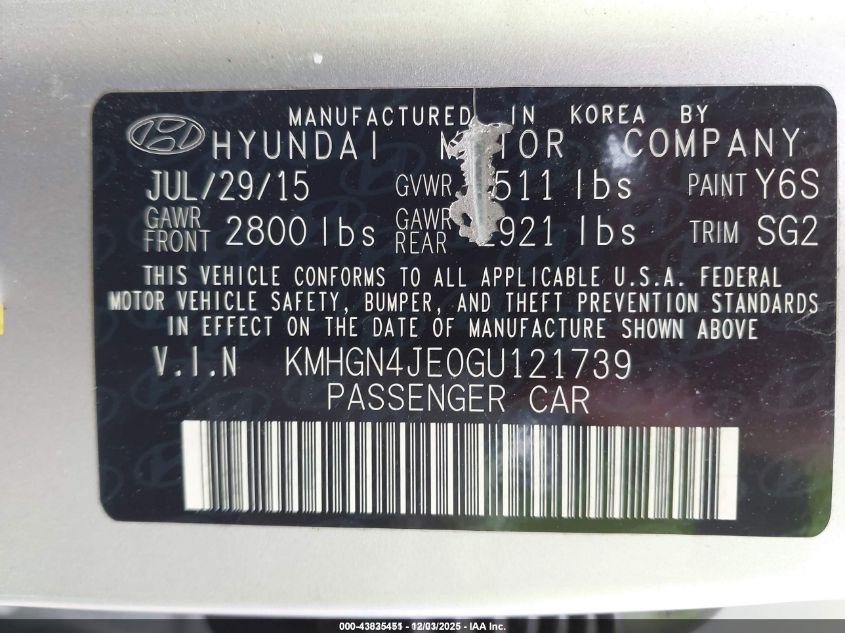 MANUFACTURED IN KOREA BY
HYUNDAI COMPANY
JUL/29/15 GVWR lbs PAINT Y6S
GAWR FRONT 2800 lbs GAWR REAR lbs TRIM SG2
THIS VEHICLE CONFORMS TO ALL APPLICABLE U.S.A. FEDERAL
MOTOR VEHICLE SAFETY, BUMPER, AND THEFT PREVENTION STANDARDS
IN EFFECT ON THE DATE OF MANUFACTURE SHOWN ABOVE
V.I.N KMHGN4JE0GU121739
PASSENGER CAR
000-43835451 - 12/03/2025 - IAA Inc.